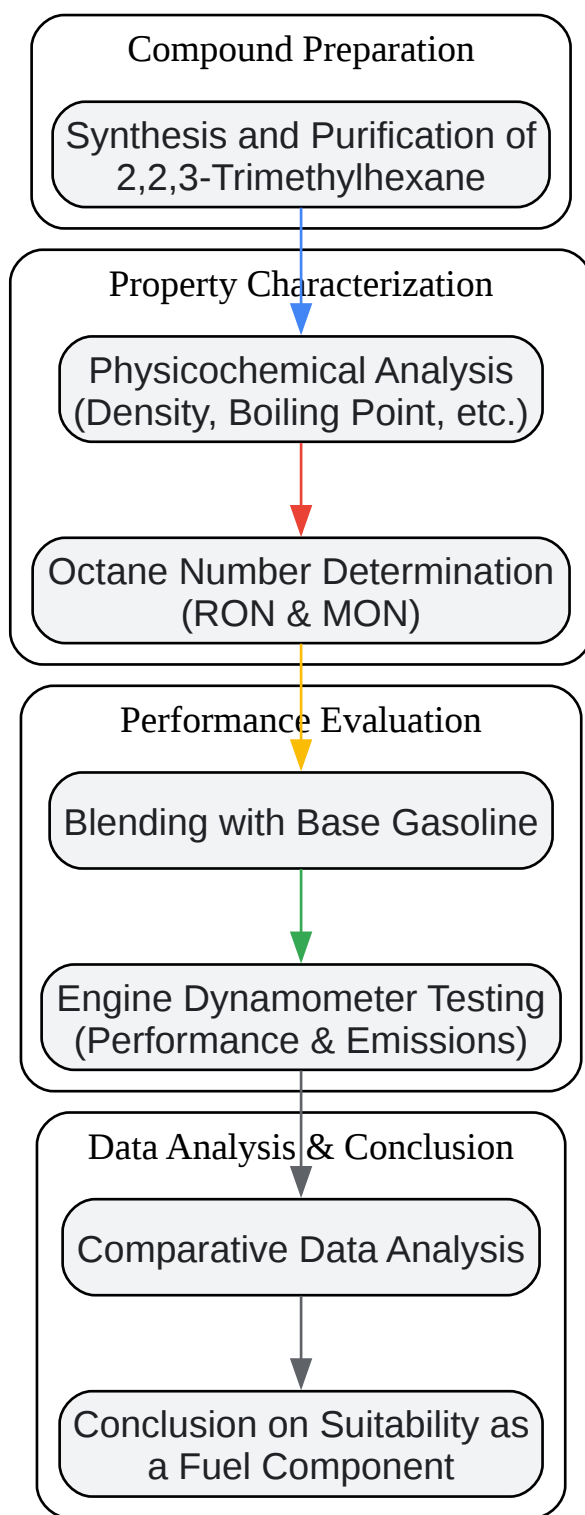 Compound Preparation
Synthesis and Purification of
2,2,3-Trimethylhexane
Property Characterization
Physicochemical Analysis
(Density, Boiling Point, etc.)
Octane Number Determination
(RON & MON)
Performance Evaluation
Blending with Base Gasoline
Engine Dynamometer Testing
(Performance & Emissions)
Data Analysis & Conclusion
Comparative Data Analysis
Conclusion on Suitability as
a Fuel Component